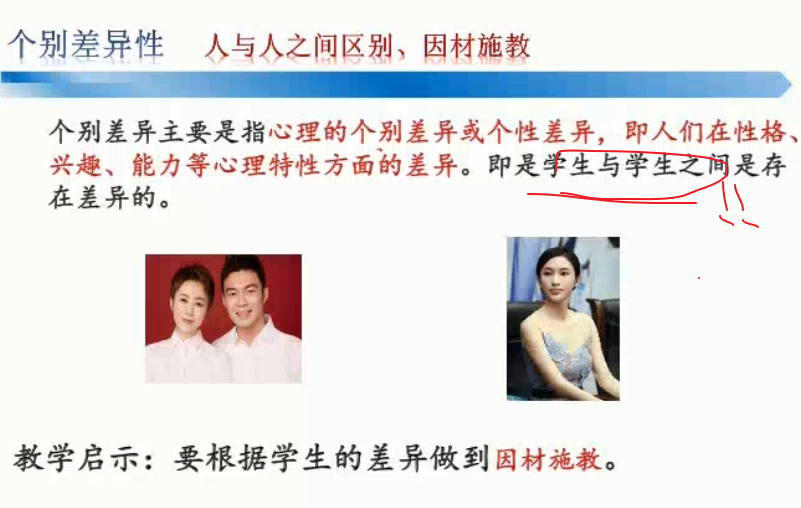 个别差异性 人与人之间区别、因材施教
个别差异主要是指心理的个别差异或个性差异，即人们在性格、
兴趣、能力等心理特性方面的差异。即是学生与学生之间是存
在差异的。
教学启示：要根据学生的差异做到因材施教。